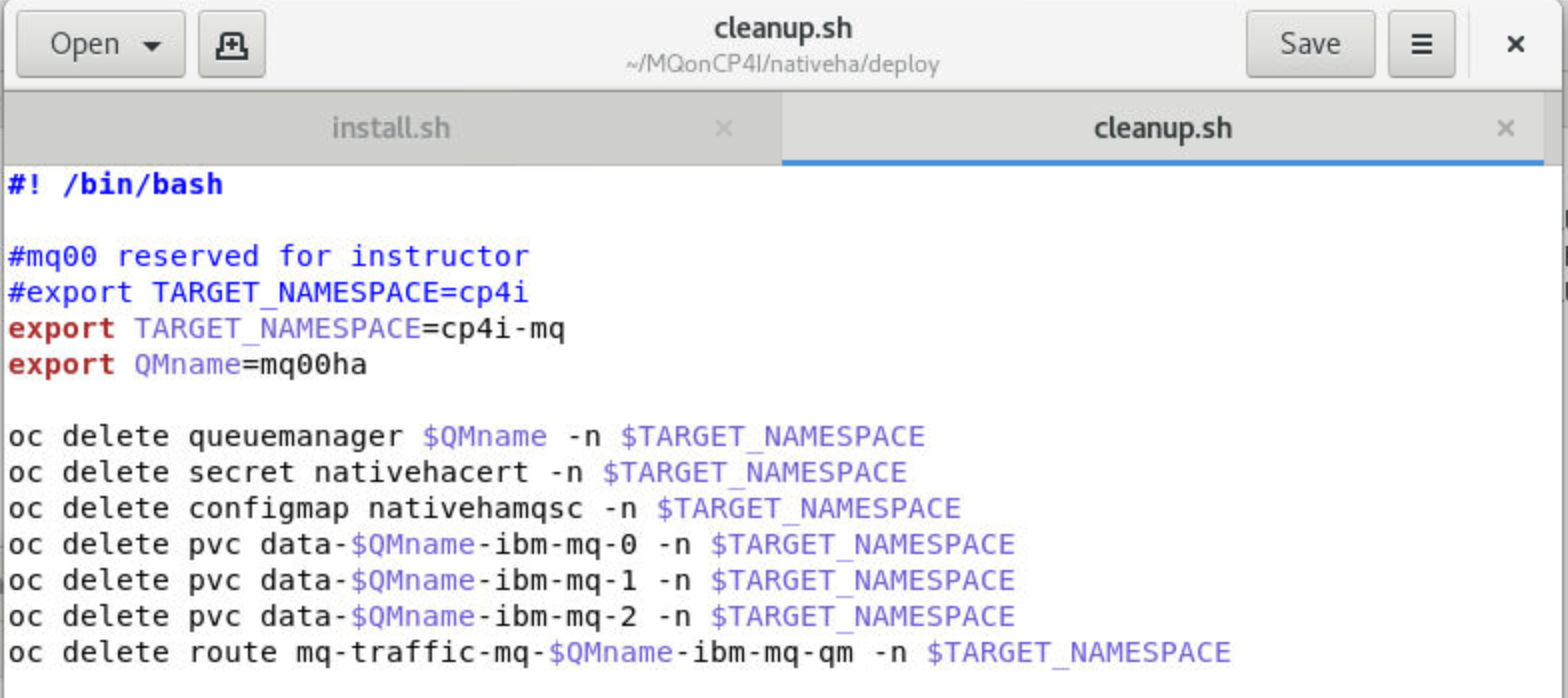 Open
cleanup.sh
~/MQonCP4I/nativeha/deploy
Save
install.sh
cleanup.sh
#! /bin/bash
#mq00 reserved for instructor
#export TARGET_NAMESPACE=cp4i
export TARGET_NAMESPACE=cp4i-mq
export QMname=mq00ha
oc delete queuemanager $QMname -n $TARGET_NAMESPACE
oc delete secret nativehacert -n $TARGET_NAMESPACE
oc delete configmap nativehamqsc -n $TARGET_NAMESPACE
oc delete pvc data-$QMname-ibm-mq-0 -n $TARGET_NAMESPACE
oc delete pvc data-$QMname-ibm-mq-1 -n $TARGET_NAMESPACE
oc delete pvc data-$QMname-ibm-mq-2 -n $TARGET_NAMESPACE
oc delete route mq-traffic-mq-$QMname-ibm-mq-qm -n $TARGET_NAMESPACE